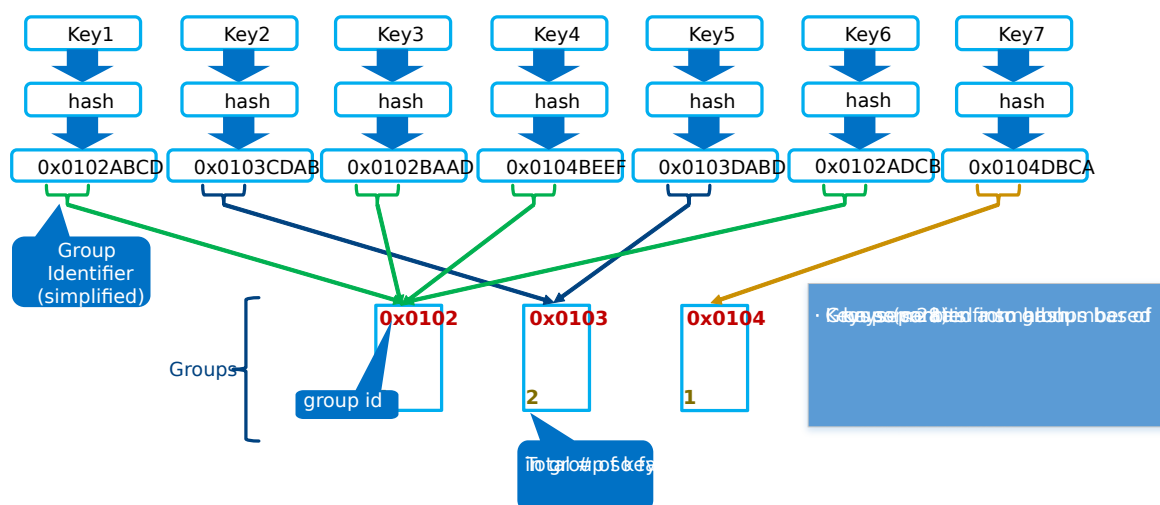 Key1 Key2 Key3 Key4 Key5 Key6 Key7
hash hash hash hash hash hash hash
0x0102ABCD 0x0103CDAB 0x0102BAAD 0x0104BEEF 0x0103DABD 0x0102ADCB 0x0104DBCA
Group
Identifier
(simplified)
0x0102 0x0103 0x0104
Groups
group id
2 1